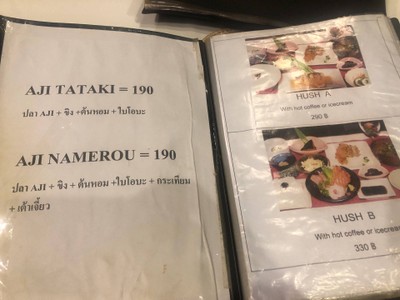 AJI TATAKI = 190
ปลา AJI + ขิง +ต้นหอม +ใบโอบะ
AJI NAMEROU = 190
ปลา AJI + ขิง + ต้นหอม +ใบโอบะ + กระเทียม
+ เต้าเจี้ยว
HUSH A
With hot coffee or icecream
290 ฿
HUSH B
With hot coffee or icecream
330 ฿